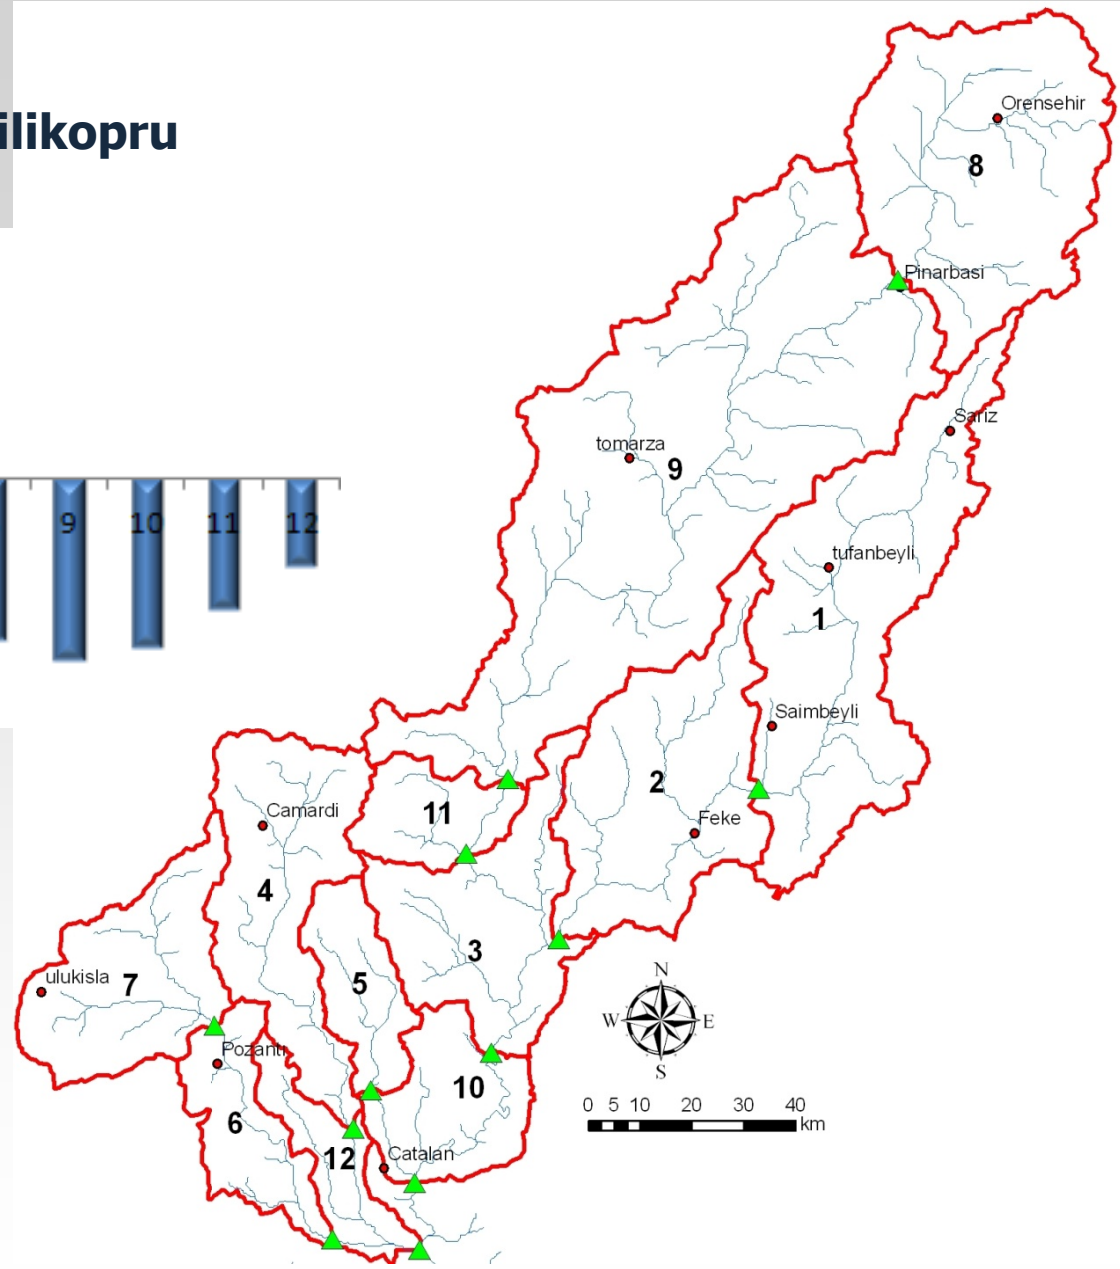 ilikopru
Orensehir
8
Pinarbasi
Sariz
tomarza
9
9
10
11
12
tufanbeyli
1
Saimbeyli
2
Feke
11
Camardi
4
3
5
ulukisla
7
N
W
E
S
Pozanti
10
6
0 5 10 20 30 40
km
12
Catalan